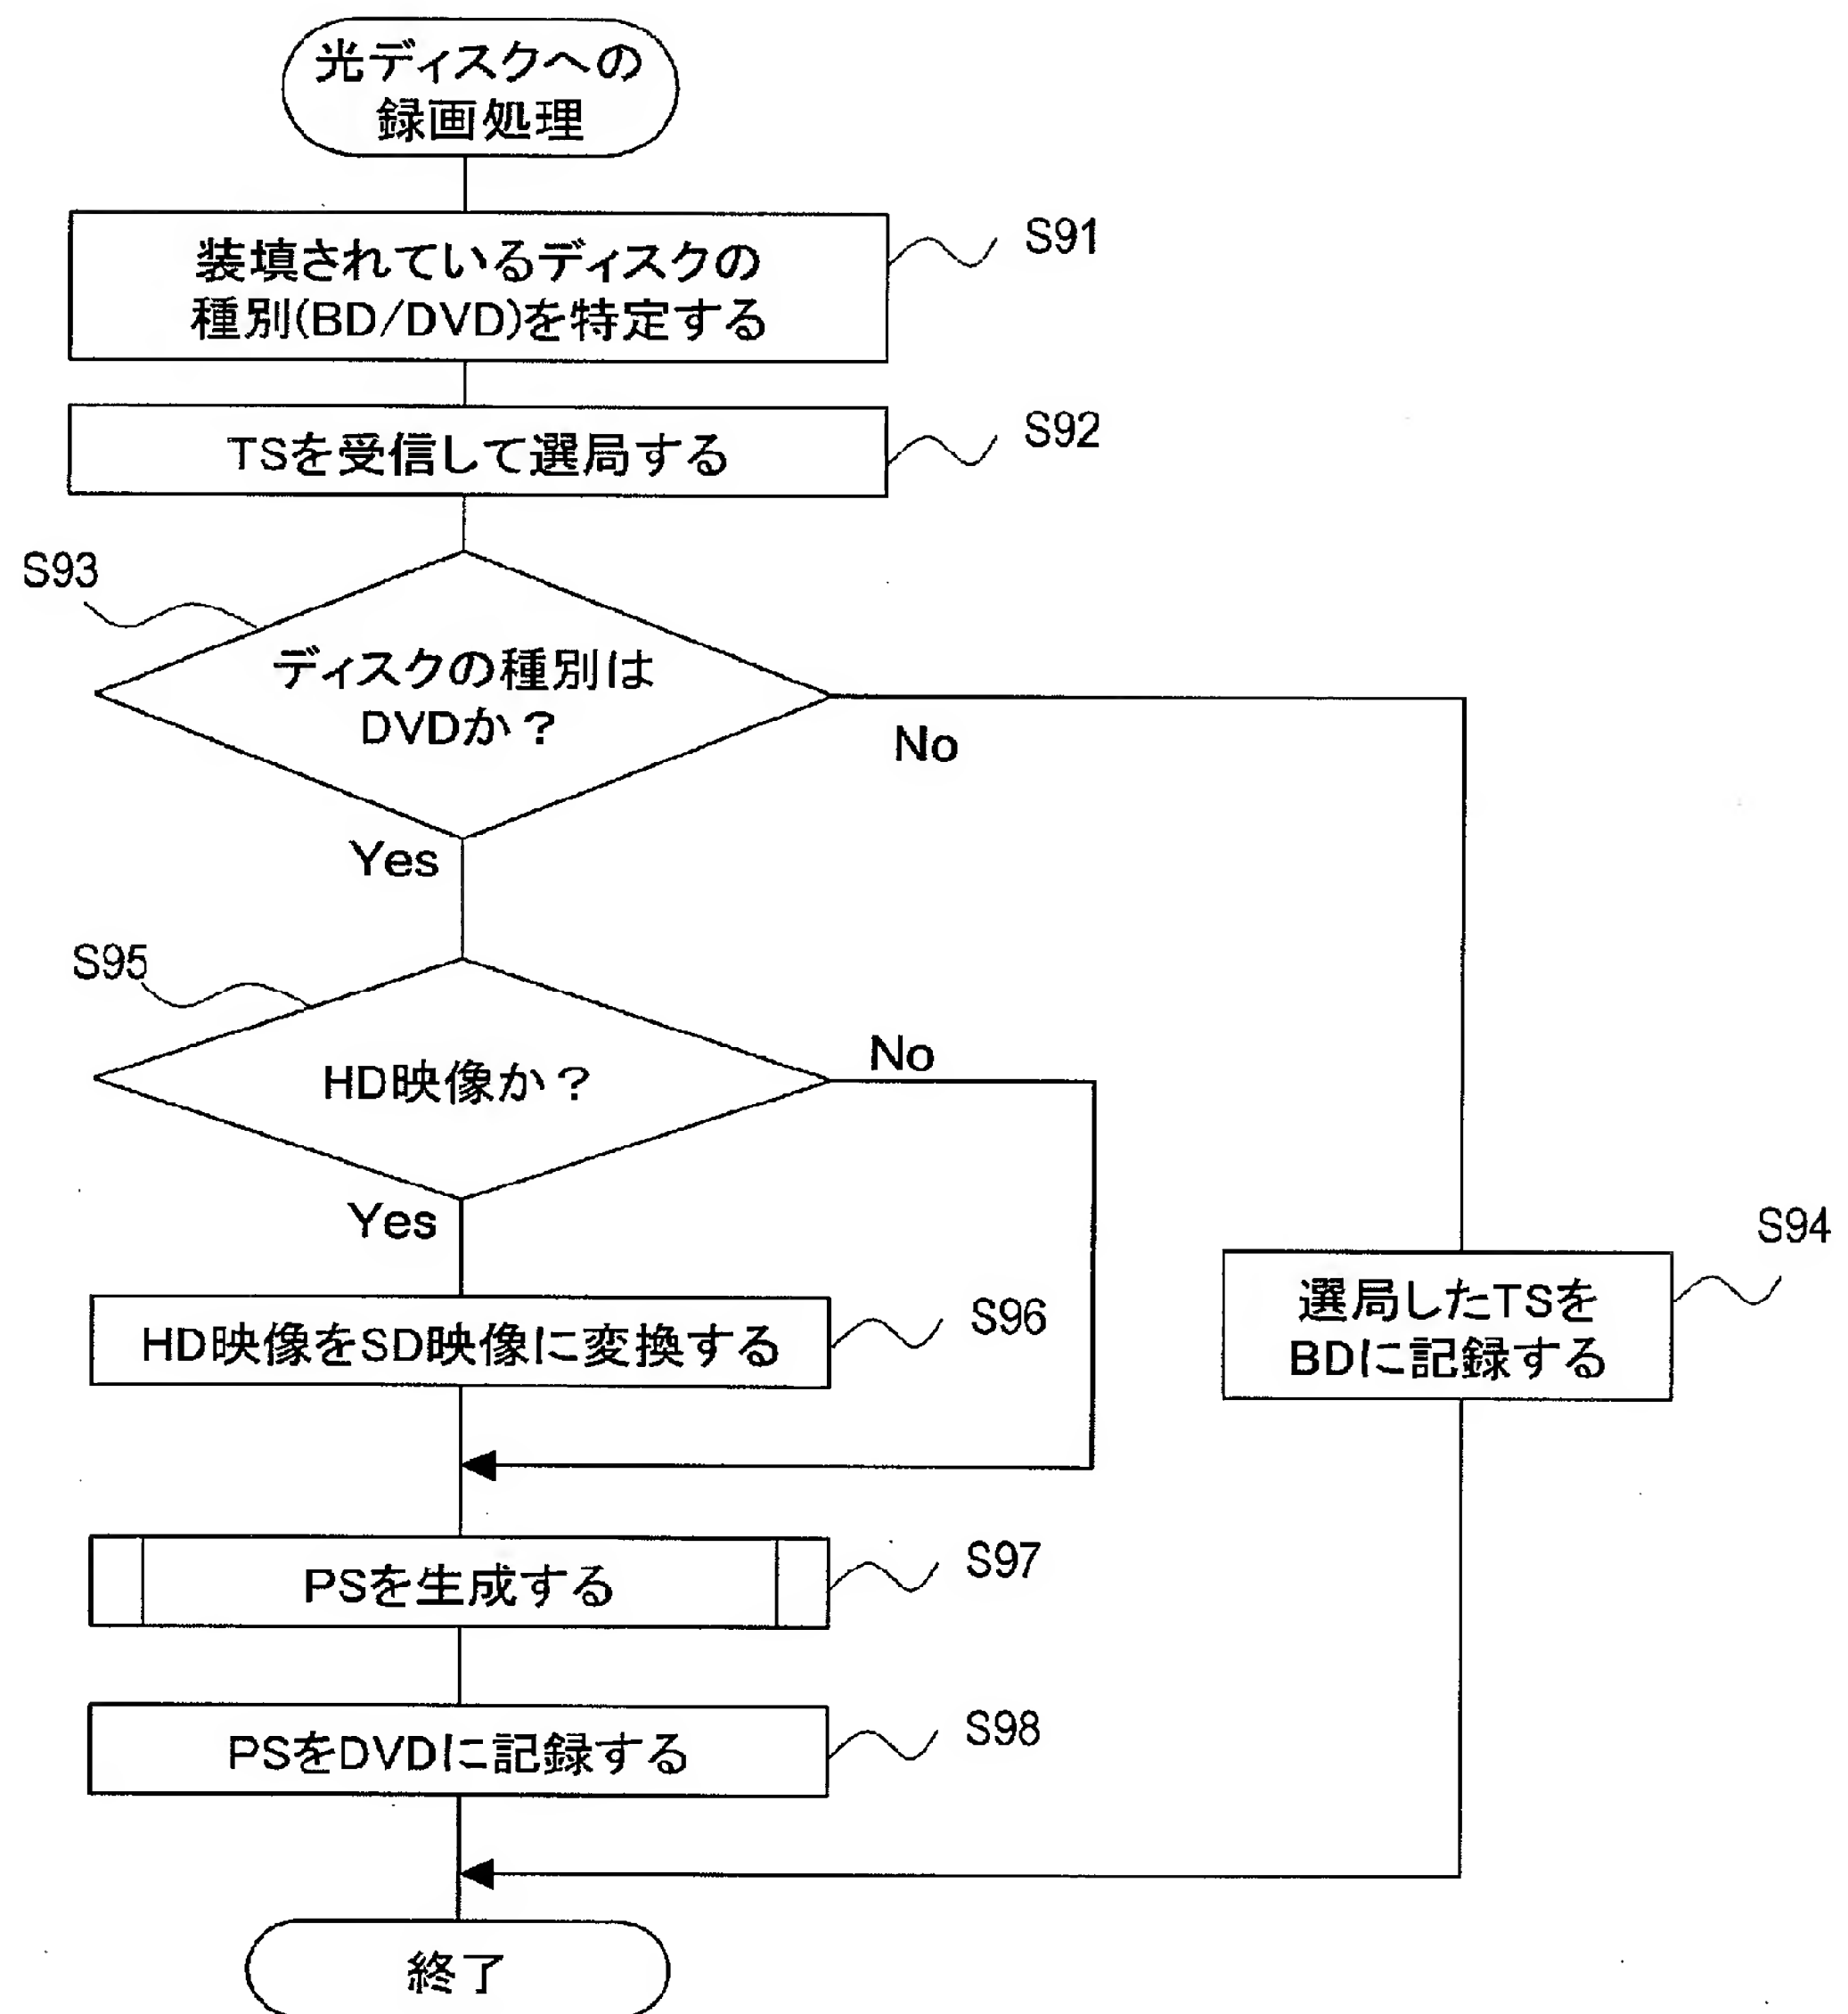 光ディスクへの
録画処理
装填されているディスクの
種別(BD/DVD)を特定する
S91
TSを受信して選局する
S92
S93
ディスクの種別は
DVDか？
No
Yes
S95
HD映像か？
No
Yes
S94
選局したTSを
BDに記録する
HD映像をSD映像に変換する
S96
PSを生成する
S97
PSをDVDに記録する
S98
終了